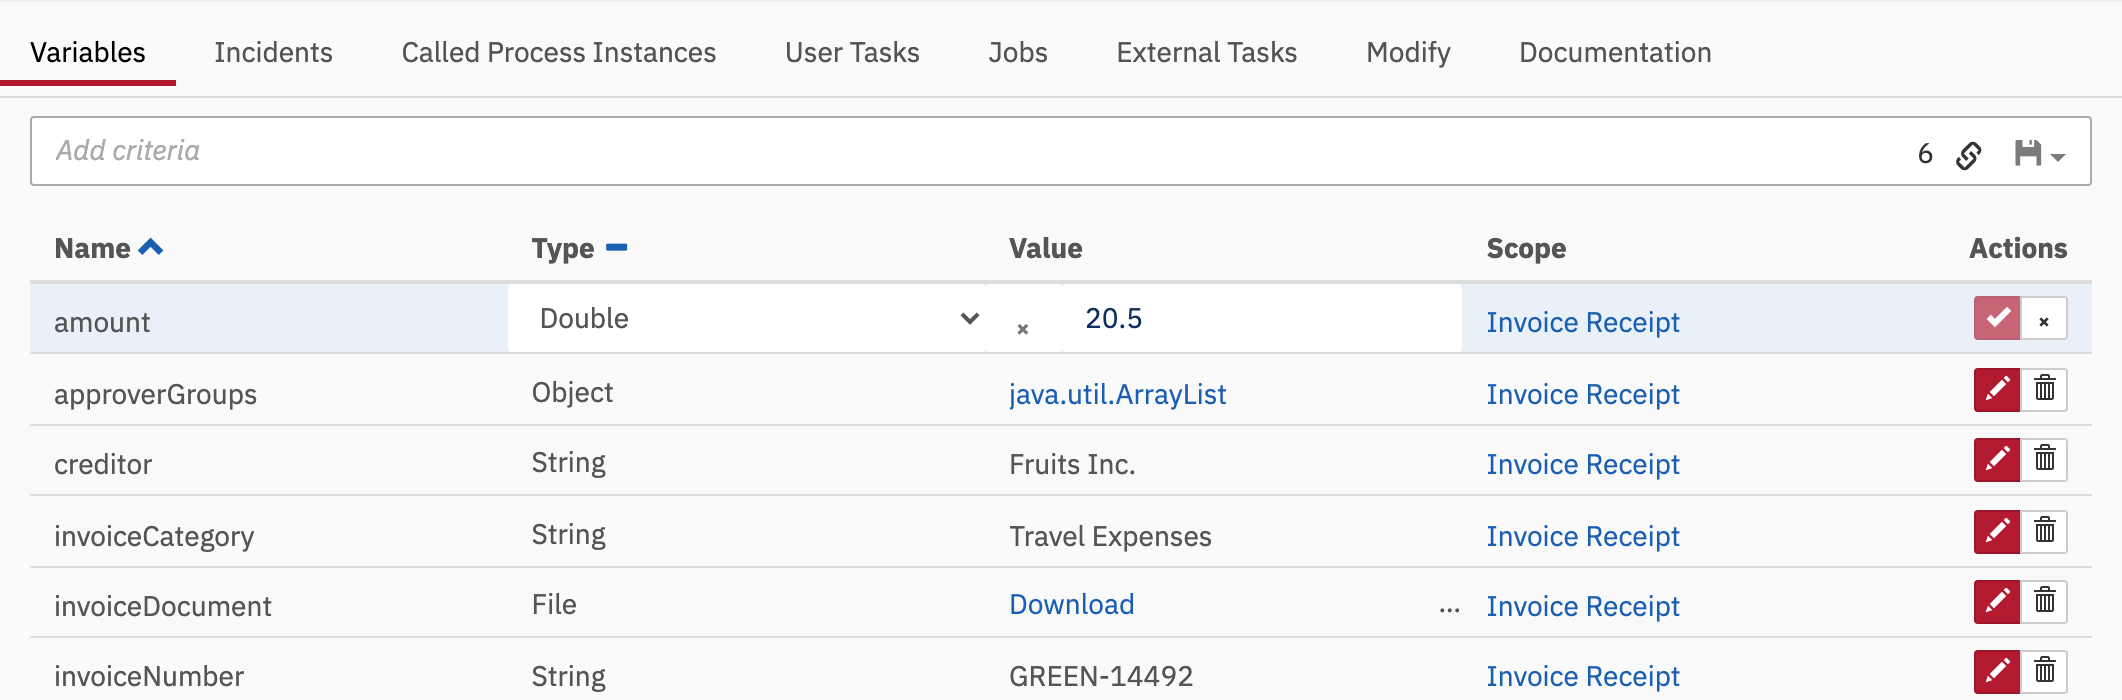 Variables Incidents Called Process Instances User Tasks Jobs External Tasks Modify Documentation
Add criteria 6
Name Type Value Scope Actions
amount Double × 20.5 Invoice Receipt ×
approverGroups Object java.util.ArrayList Invoice Receipt
creditor String Fruits Inc. Invoice Receipt
invoiceCategory String Travel Expenses Invoice Receipt
invoiceDocument File Download ... Invoice Receipt
invoiceNumber String GREEN-14492 Invoice Receipt